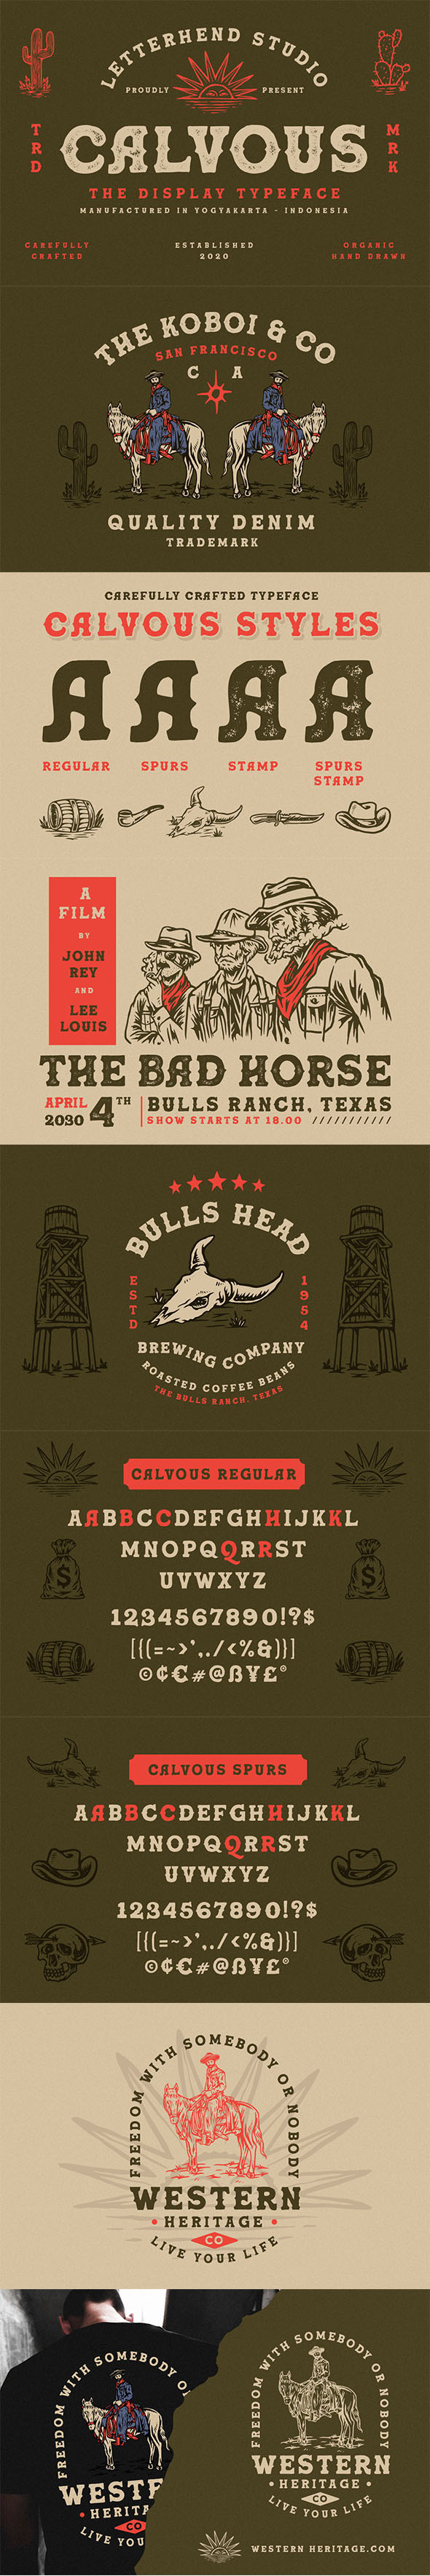 LETTERHEND STUDIO
PROUDLY PRESENT
TRD CALVOUS MRK
THE DISPLAY TYPEFACE
MANUFACTURED IN YOGYAKARTA - INDONESIA
CAREFULLY CRAFTED
ESTABLISHED 2020
ORGANIC HAND DRAWN
THE KOBOI & CO
SAN FRANCISCO
C A
QUALITY DENIM
TRADEMARK
CAREFULLY CRAFTED TYPEFACE
CALVOUS STYLES
A A A A
REGULAR SPURS STAMP SPURS STAMP
A
FILM
BY
JOHN
REY
AND
LEE
LOUIS
THE BAD HORSE
APRIL 4TH
2030
BULLS RANCH, TEXAS
SHOW STARTS AT 18.00 ///////////
BULLS HEAD
ESTD 1954
BREWING COMPANY
ROASTED COFFEE BEANS
THE BULLS RANCH, TEXAS
CALVOUS REGULAR
AABBCCDEFGHHIJKKL
MNOPQQRRST
UVWXYZ
1234567890!?$
[{(=~>',./<%&)}]
©¢€#@ß¥£®
$ $
CALVOUS SPURS
AABBCCDEFGHHIJKKL
MNOPQQRRST
UVWXYZ
1234567890!?$
[{(=~>',./<%&)}]
©¢€#@ß¥£®
FREEDOM WITH SOMEBODY OR NOBODY
WESTERN
• HERITAGE •
CO
LIVE YOUR LIFE
FREEDOM WITH SOMEBODY O
WESTE
• HERIT
CO
LIVE YOU
FREEDOM WITH SOMEBODY OR NOBODY
WESTERN
• HERITAGE •
CO
LIVE YOUR LIFE
WESTERN HERITAGE.COM